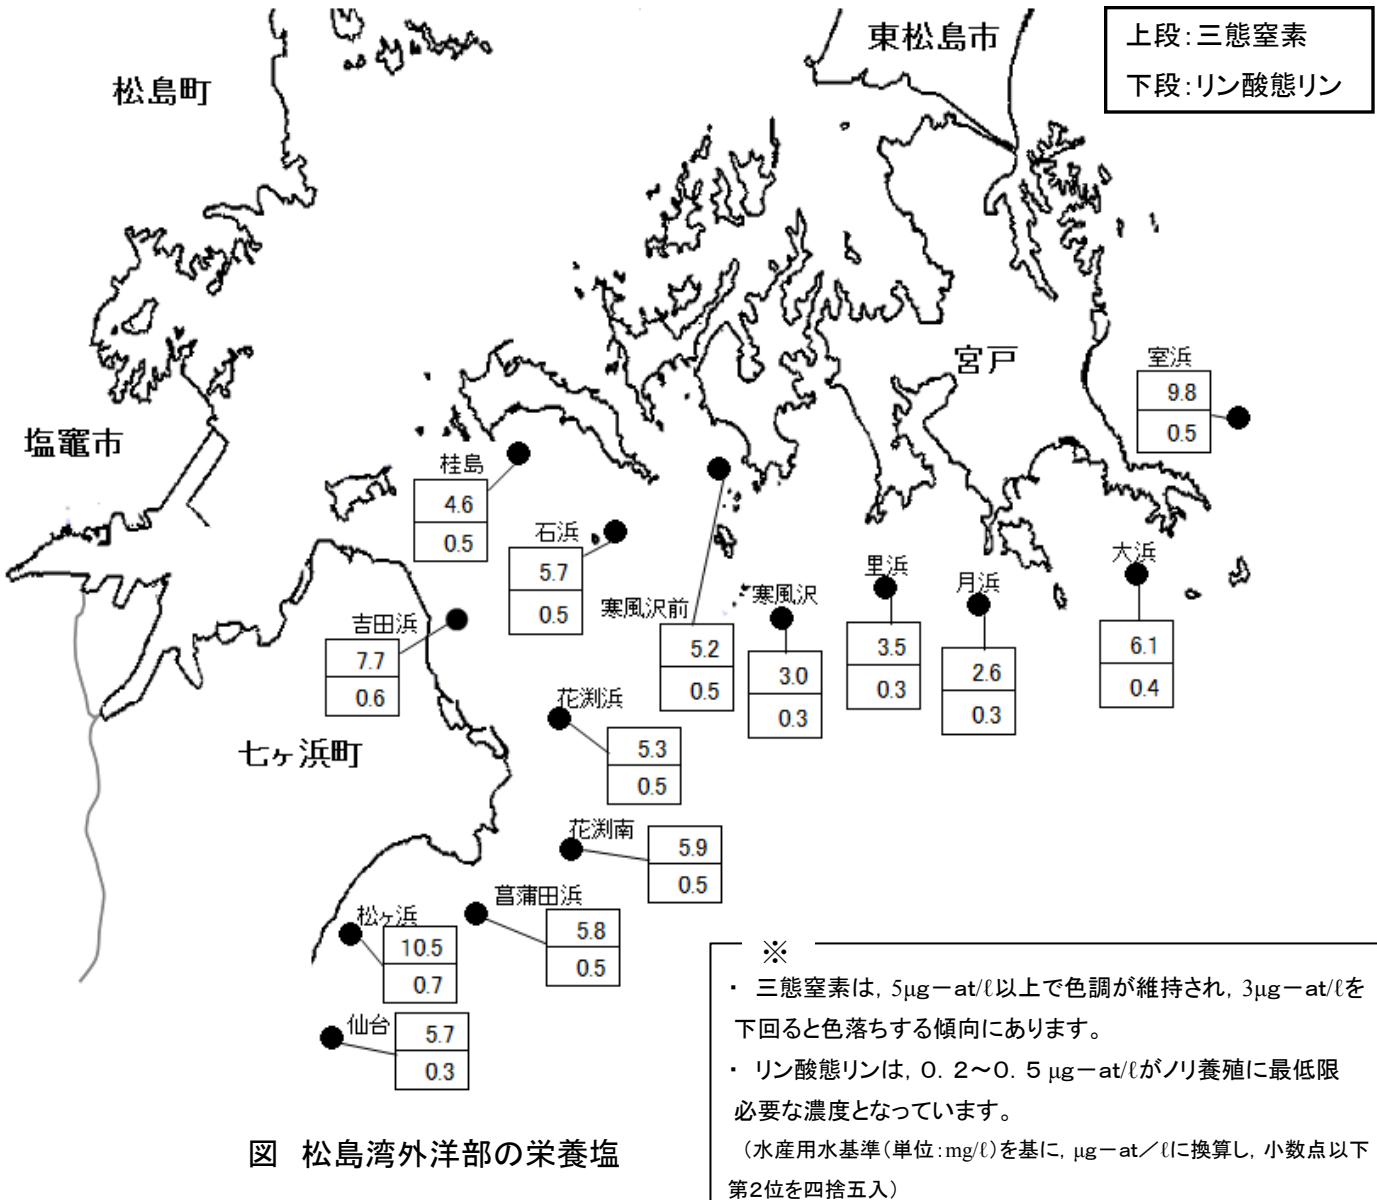 上段：三態窒素
下段：リン酸態リン
東松島市
松島町
宮戸
室浜
9.8
0.5
塩竈市
桂島
4.6
0.5
石浜
5.7
0.5
寒風沢前
5.2
0.5
寒風沢
3.0
0.3
里浜
3.5
0.3
月浜
2.6
0.3
大浜
6.1
0.4
吉田浜
7.7
0.6
花渕浜
5.3
0.5
七ヶ浜町
花渕南
5.9
0.5
菖蒲田浜
5.8
0.5
松ヶ浜
10.5
0.7
仙台
5.7
0.3
※
・ 三態窒素は，5μg－at/ℓ以上で色調が維持され，3μg－at/ℓを
下回ると色落ちする傾向にあります。
・ リン酸態リンは，０．２～０．５ μg－at/ℓがノリ養殖に最低限
必要な濃度となっています。
（水産用水基準（単位：mg/ℓ）を基に，μg－at／ℓに換算し，小数点以下
第2位を四捨五入）
図 松島湾外洋部の栄養塩